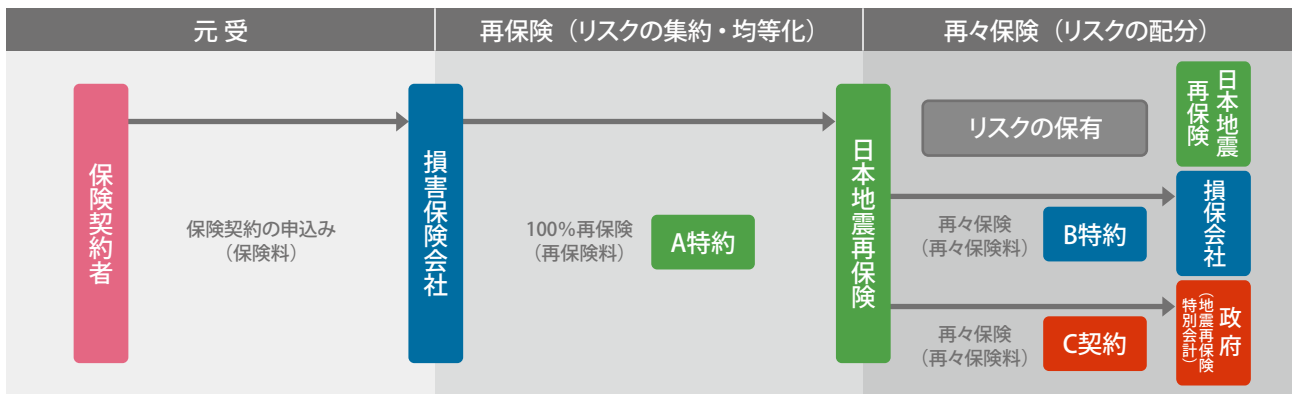 元 受
再保険（リスクの集約・均等化）
再々保険（リスクの配分）
保険契約者
保険契約の申込み
（保険料）
損害保険会社
100％再保険
（再保険料）
A特約
日本地震再保険
リスクの保有
日本地震
再保険
再々保険
（再々保険料）
B特約
損保会社
再々保険
（再々保険料）
C契約
政府
（地震再保険
特別会計）